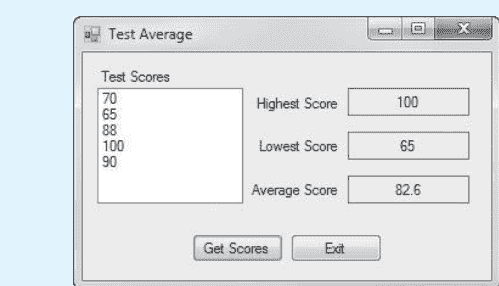 Test Average
Test Scores
70
65
88
100
90
Highest Score 100
Lowest Score 65
Average Score 82.6
Get Scores Exit